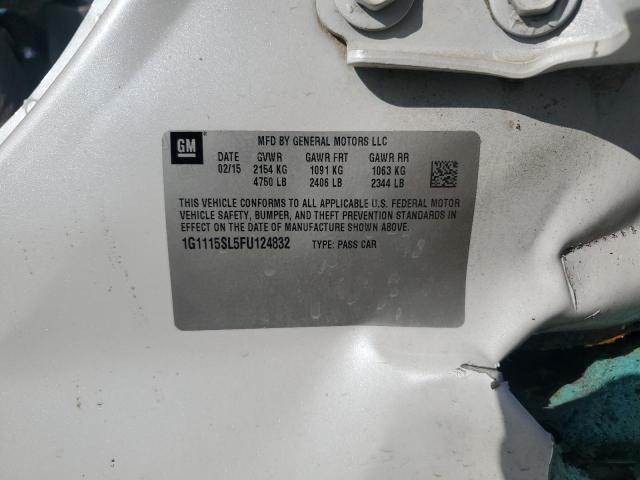 GM
MFD BY GENERAL MOTORS LLC
DATE GVWR GAWR FRT GAWR RR
02/15 2154 KG 1091 KG 1063 KG
4750 LB 2406 LB 2344 LB
THIS VEHICLE CONFORMS TO ALL APPLICABLE U.S. FEDERAL MOTOR
VEHICLE SAFETY, BUMPER, AND THEFT PREVENTION STANDARDS
IN EFFECT ON THE DATE OF MANUFACTURE SHOWN ABOVE.
1G1115SL5FU124832 TYPE: PASS CAR